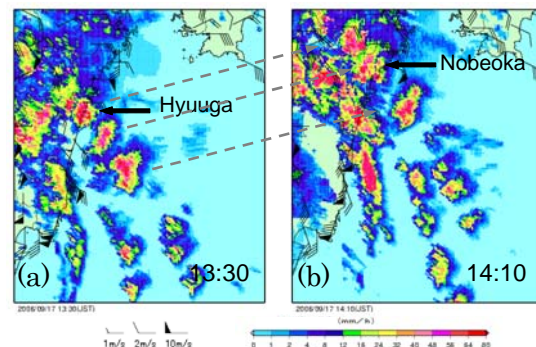 Hyuuga
(a)
13:30
2006/09/17 13:30(JST)
Nobeoka
(b)
14:10
2006/09/17 14:10(JST)
1m/s 2m/s 10m/s
(mm/h)
0 1 2 4 8 12 16 24 32 40 48 56 64 80